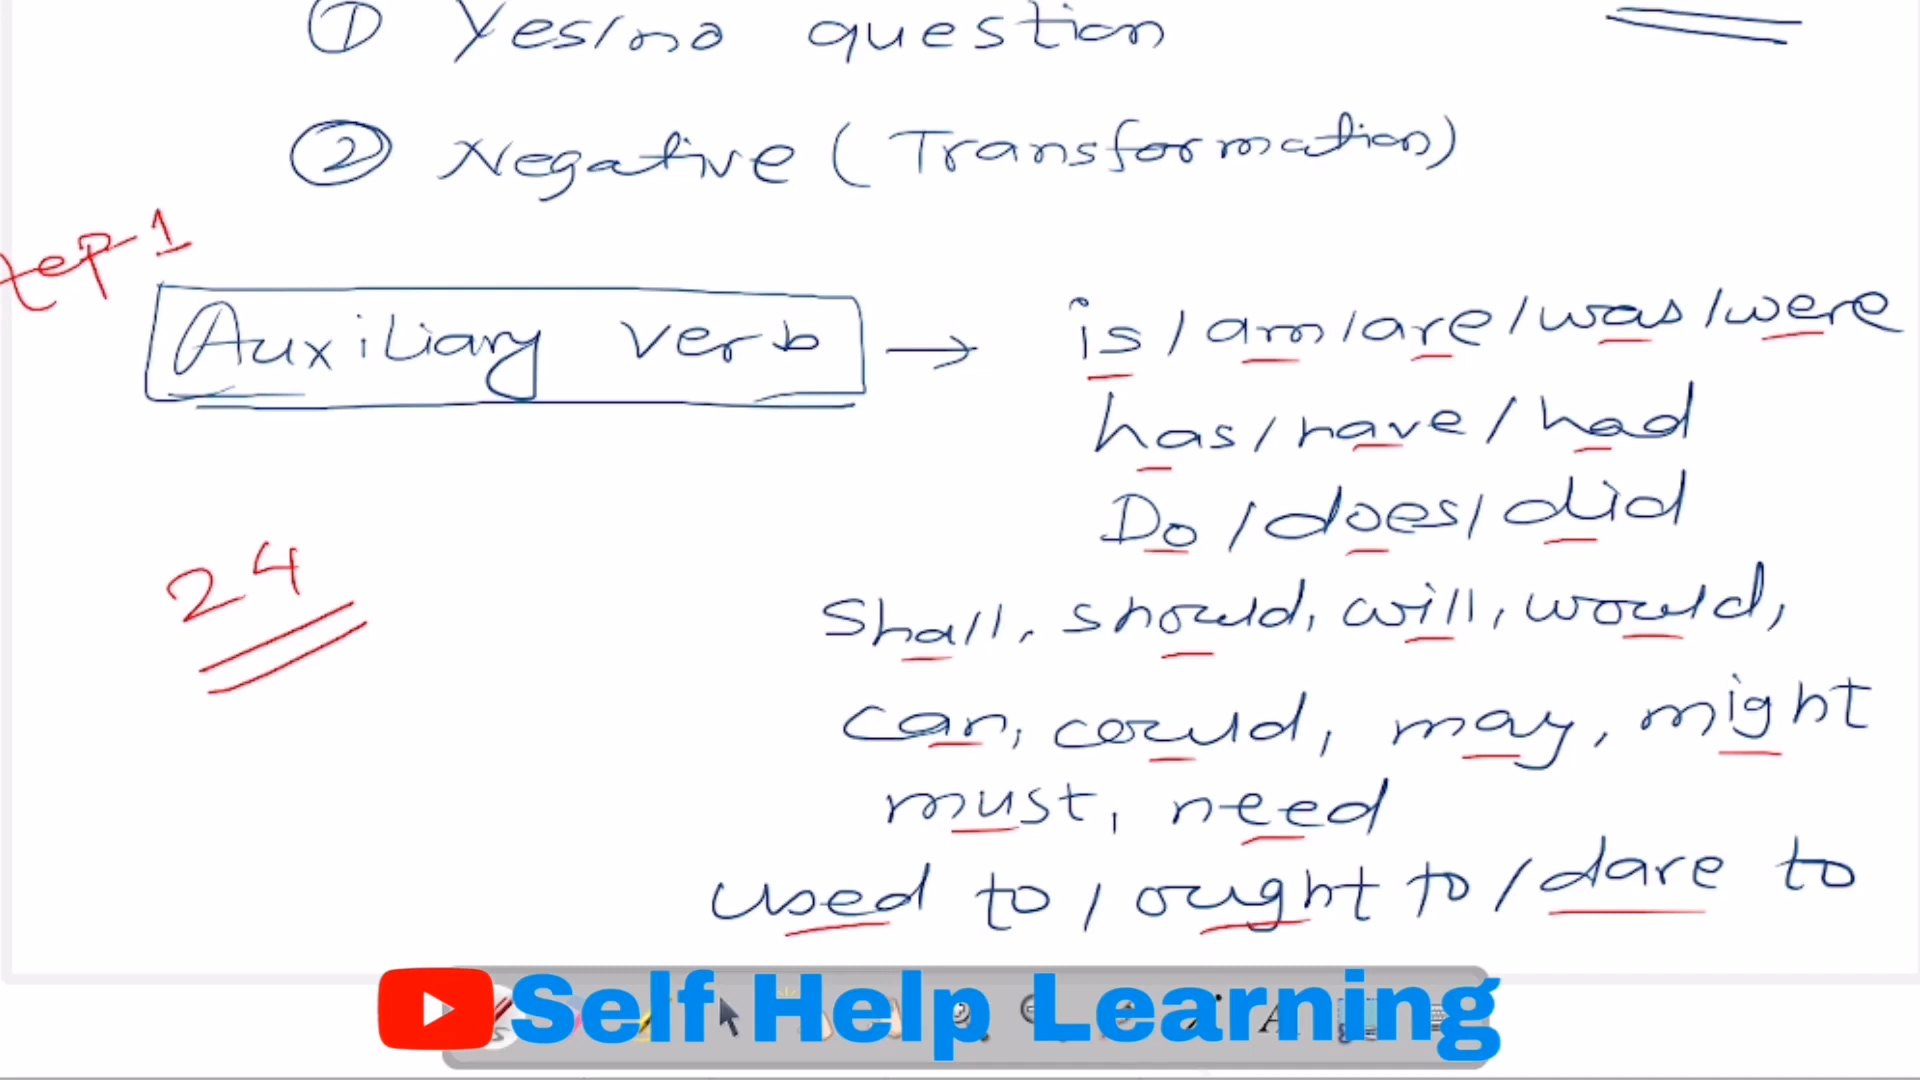 ① Yes/no question
② Negative (Transformation)
tep-1
Auxiliary verb → is/am/are/was/were
has/have/had
Do/does/did
24
Shall, should, will, would,
can, could, may, might
must, need
used to/ought to/dare to
Self Help Learning